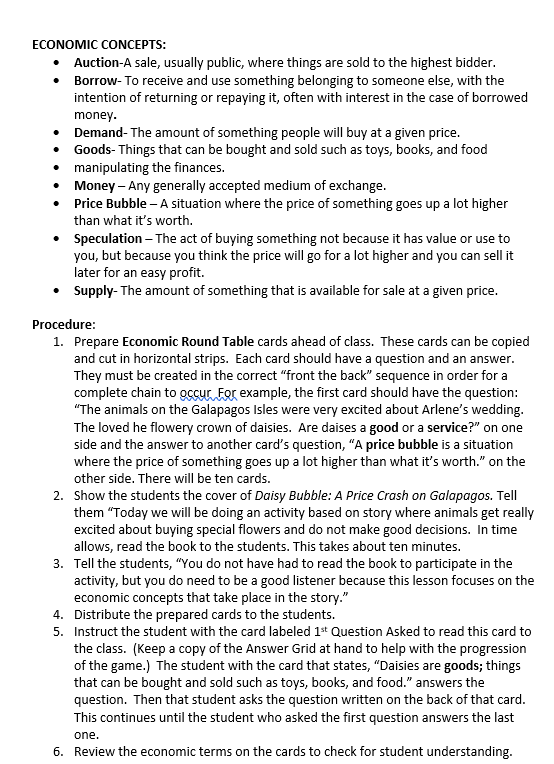 ECONOMIC CONCEPTS:
• Auction-A sale, usually public, where things are sold to the highest bidder.
• Borrow- To receive and use something belonging to someone else, with the
intention of returning or repaying it, often with interest in the case of borrowed
money.
• Demand- The amount of something people will buy at a given price.
• Goods- Things that can be bought and sold such as toys, books, and food
• manipulating the finances.
• Money – Any generally accepted medium of exchange.
• Price Bubble – A situation where the price of something goes up a lot higher
than what it’s worth.
• Speculation – The act of buying something not because it has value or use to
you, but because you think the price will go for a lot higher and you can sell it
later for an easy profit.
• Supply- The amount of something that is available for sale at a given price.
Procedure:
1. Prepare Economic Round Table cards ahead of class. These cards can be copied
and cut in horizontal strips. Each card should have a question and an answer.
They must be created in the correct “front the back” sequence in order for a
complete chain to occur. For example, the first card should have the question:
“The animals on the Galapagos Isles were very excited about Arlene’s wedding.
The loved he flowery crown of daisies. Are daises a good or a service?” on one
side and the answer to another card’s question, “A price bubble is a situation
where the price of something goes up a lot higher than what it’s worth.” on the
other side. There will be ten cards.
2. Show the students the cover of Daisy Bubble: A Price Crash on Galapagos. Tell
them “Today we will be doing an activity based on story where animals get really
excited about buying special flowers and do not make good decisions. In time
allows, read the book to the students. This takes about ten minutes.
3. Tell the students, “You do not have had to read the book to participate in the
activity, but you do need to be a good listener because this lesson focuses on the
economic concepts that take place in the story.”
4. Distribute the prepared cards to the students.
5. Instruct the student with the card labeled 1st Question Asked to read this card to
the class. (Keep a copy of the Answer Grid at hand to help with the progression
of the game.) The student with the card that states, “Daisies are goods; things
that can be bought and sold such as toys, books, and food.” answers the
question. Then that student asks the question written on the back of that card.
This continues until the student who asked the first question answers the last
one.
6. Review the economic terms on the cards to check for student understanding.